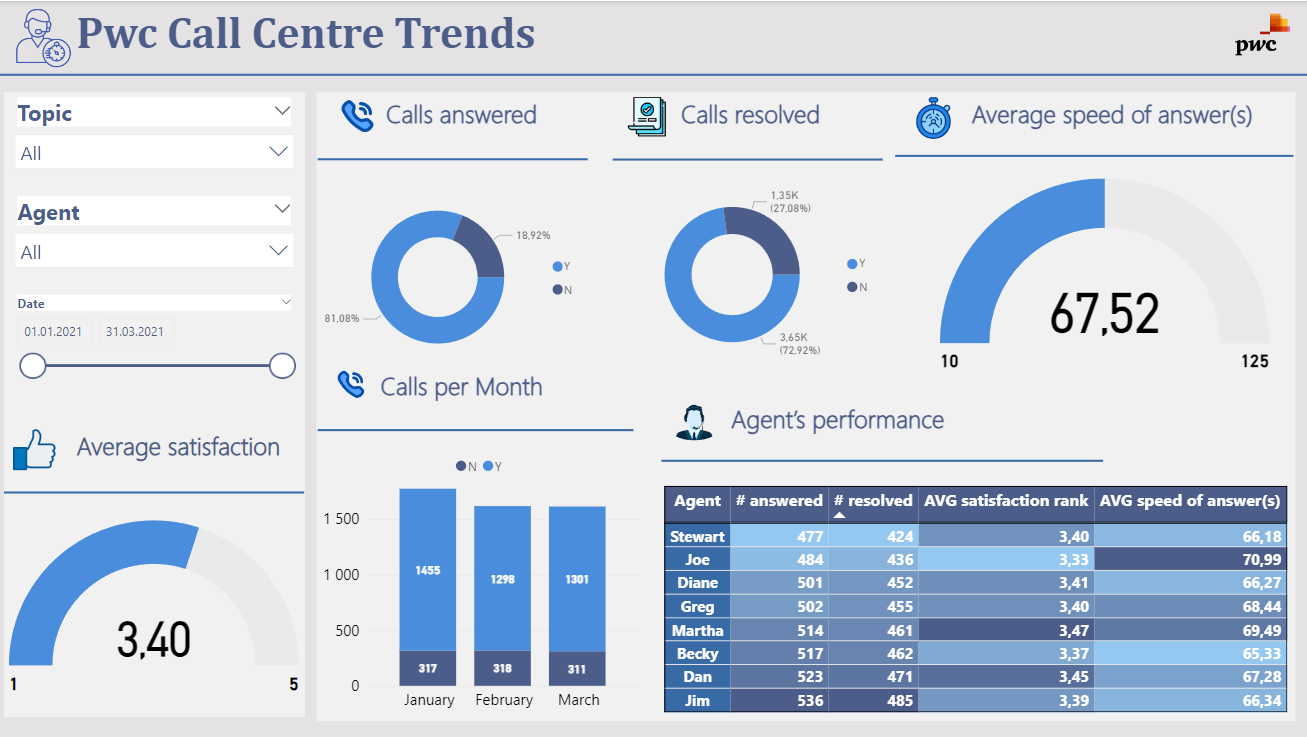 Pwc Call Centre Trends
pwc
Topic
All
Agent
All
Date
01.01.2021 31.03.2021
Average satisfaction
3,40
1 5
Calls answered
18,92%
81,08%
Y
N
Calls resolved
1,35K
(27,08%)
3,65K
(72,92%)
Y
N
Average speed of answer(s)
67,52
10 125
Calls per Month
N Y
1 500
1 000
500
0
1455 1298 1301
317 318 311
January February March
Agent's performance
Agent # answered # resolved AVG satisfaction rank AVG speed of answer(s)
Stewart 477 424 3,40 66,18
Joe 484 436 3,33 70,99
Diane 501 452 3,41 66,27
Greg 502 455 3,40 68,44
Martha 514 461 3,47 69,49
Becky 517 462 3,37 65,33
Dan 523 471 3,45 67,28
Jim 536 485 3,39 66,34